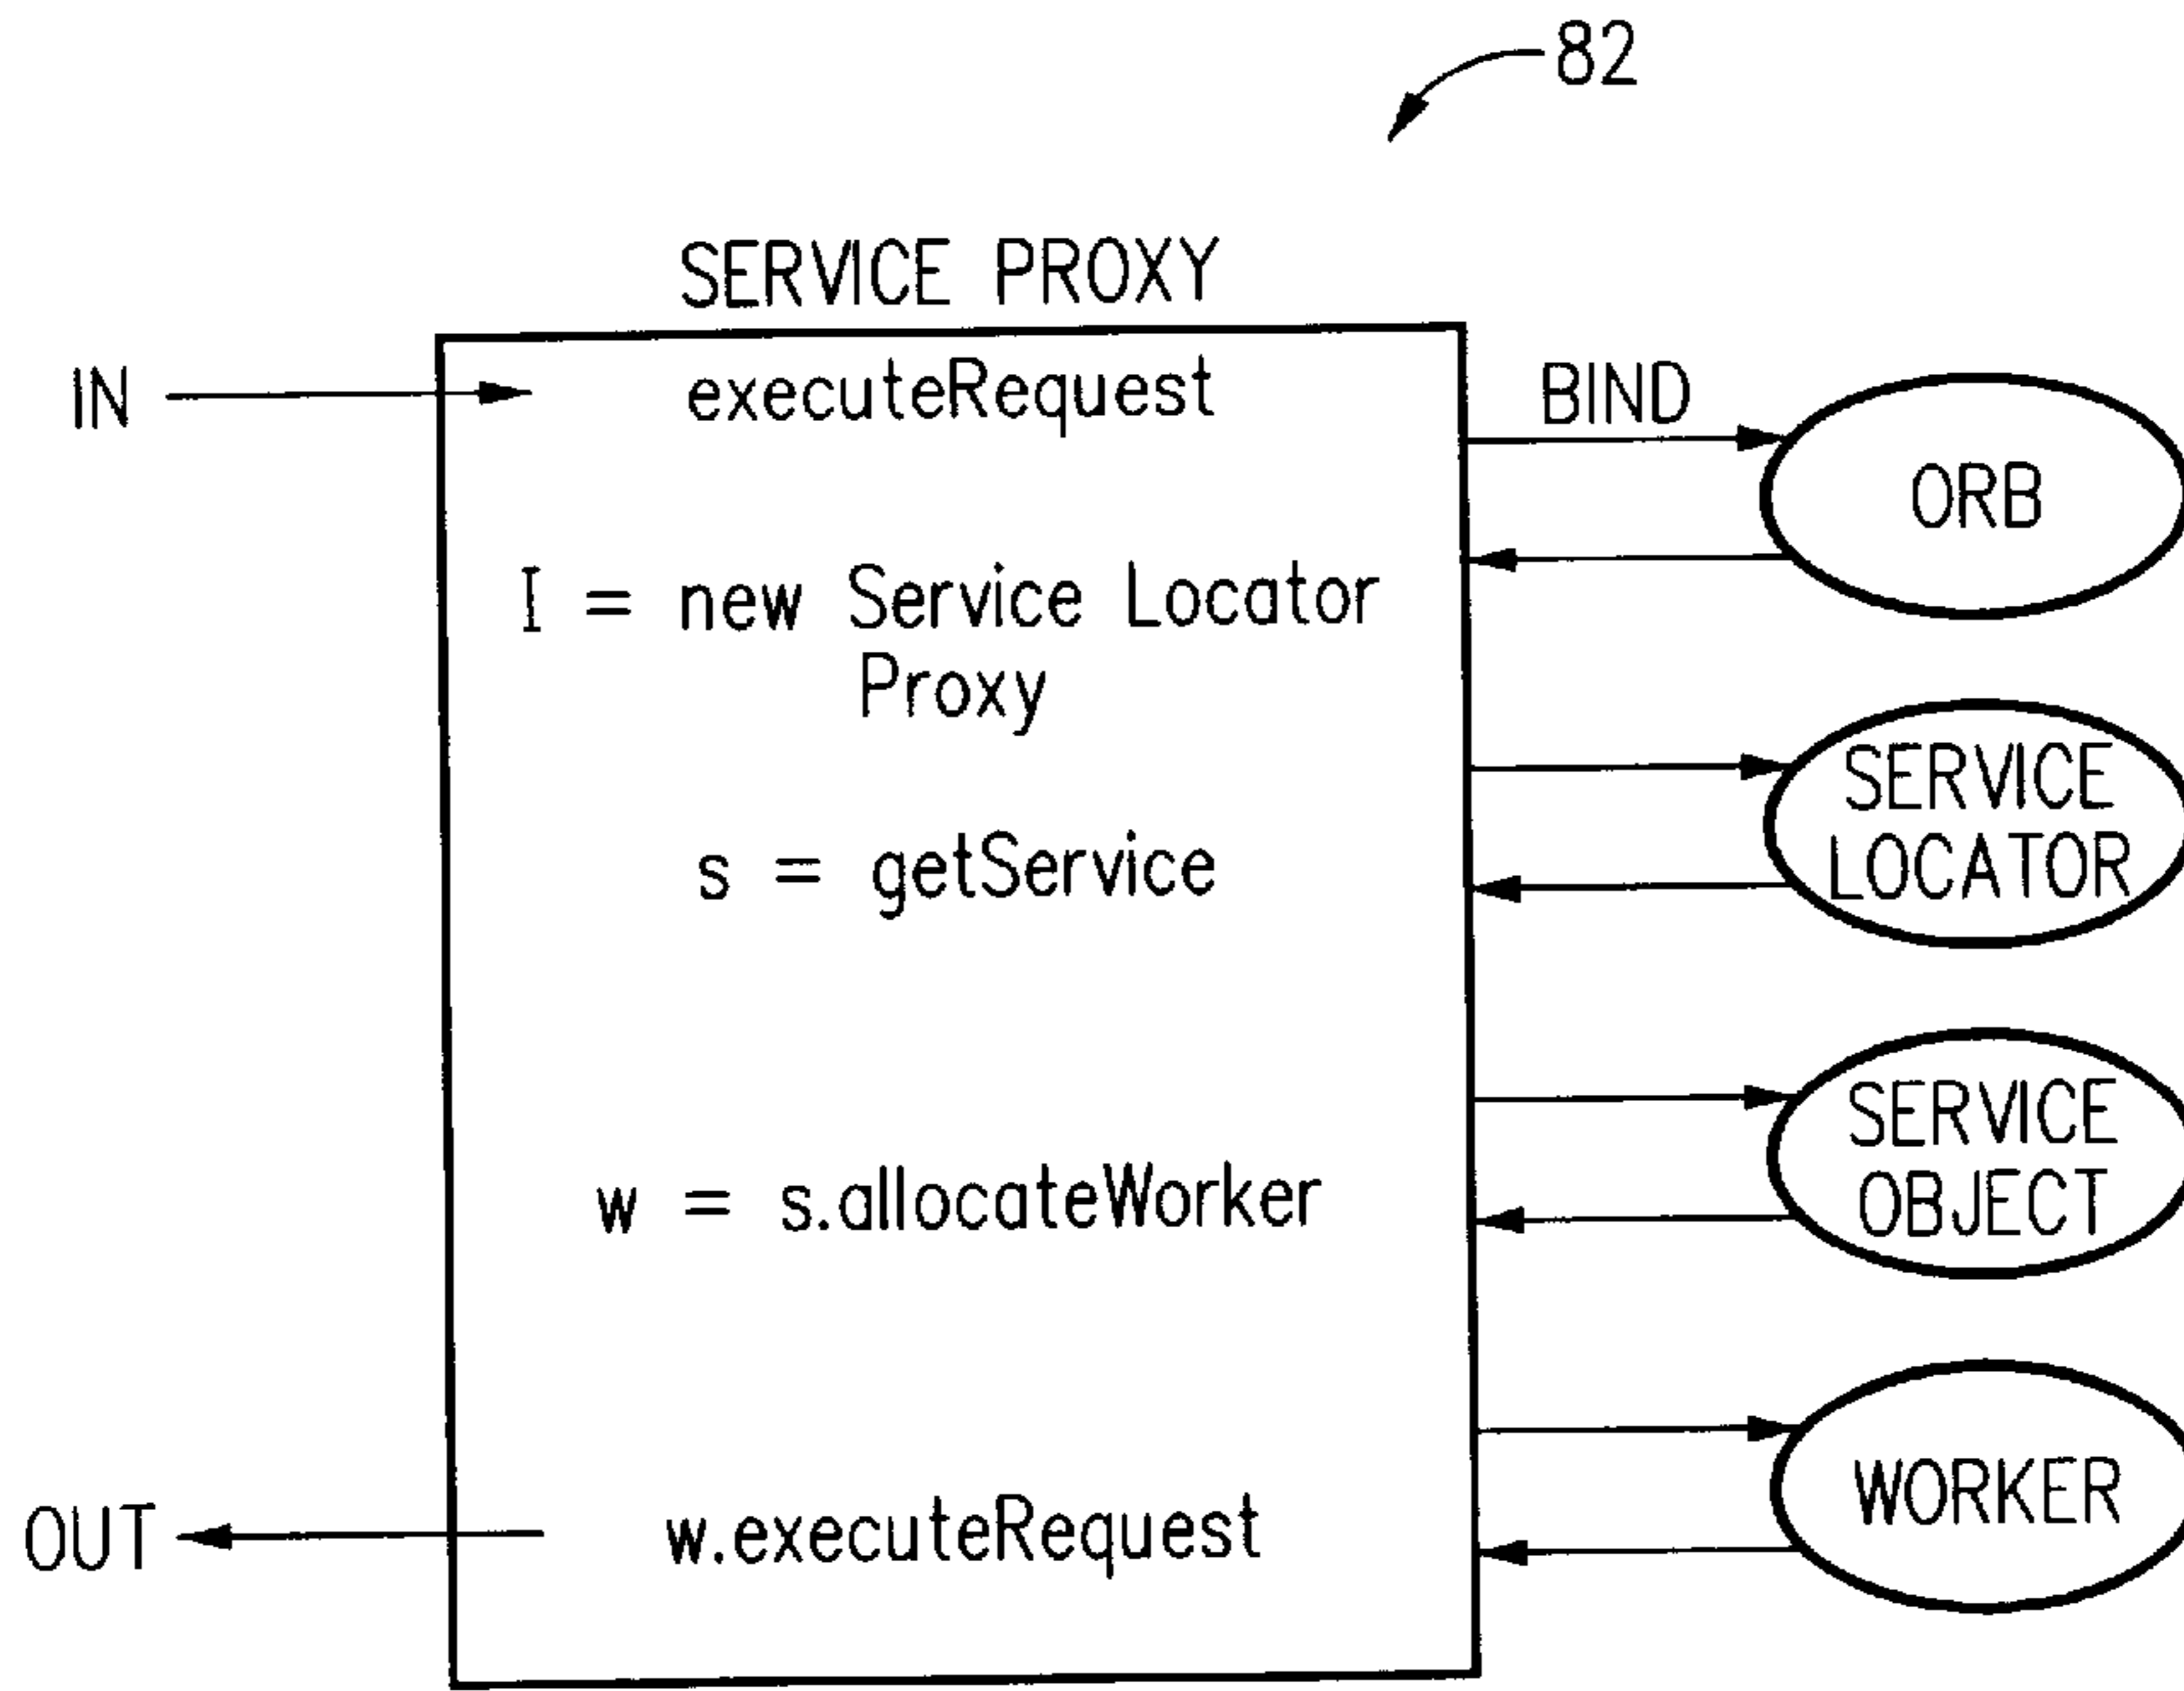 82
SERVICE PROXY
IN
executeRequest
BIND
ORB
I = new Service Locator
Proxy
SERVICE
LOCATOR
s = getService
SERVICE
OBJECT
w = s.allocateWorker
WORKER
OUT
w.executeRequest